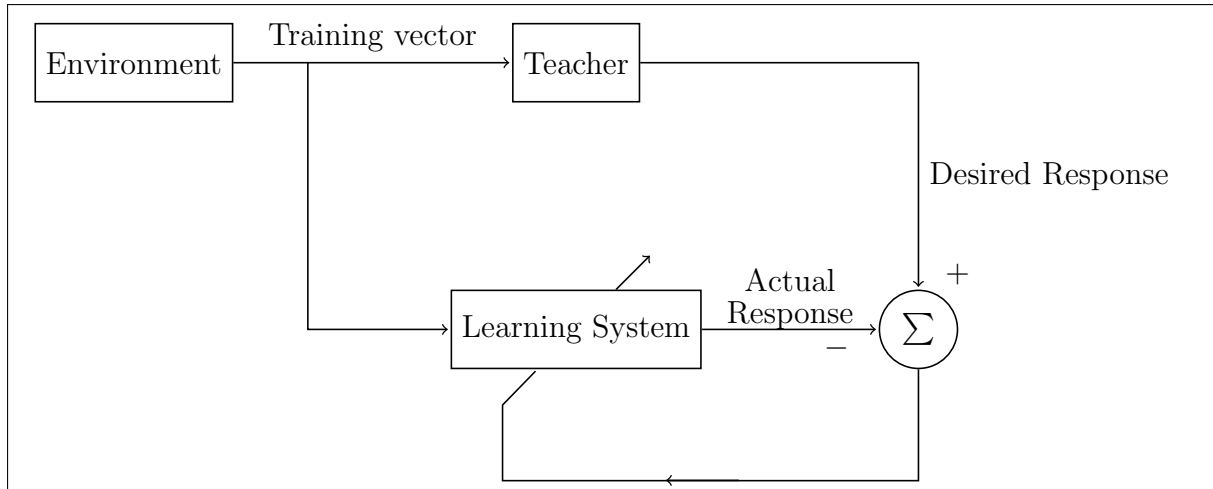 Training vector
Environment
Teacher
Desired Response
+
Actual
Response
Learning System
−
∑